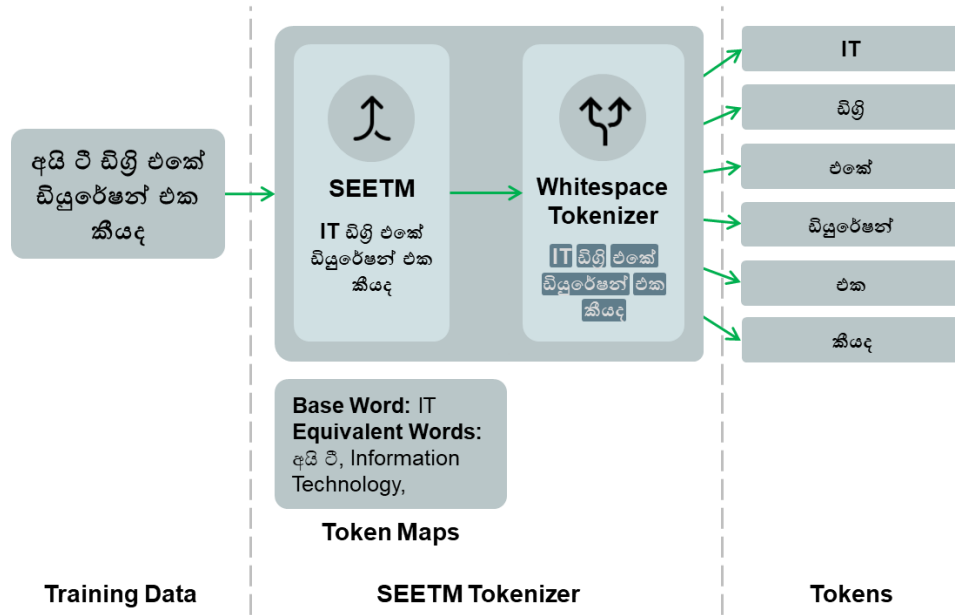 අයි ටී ඩිග්‍රි එකේ
ඩියුරේෂන් එක
කීයද
SEETM
IT ඩිග්‍රි එකේ
ඩියුරේෂන් එක
කීයද
Whitespace
Tokenizer
IT ඩිග්‍රි එකේ
ඩියුරේෂන් එක
කීයද
IT
ඩිග්‍රි
එකේ
ඩියුරේෂන්
එක
කීයද
Base Word: IT
Equivalent Words:
අයි ටී, Information
Technology,
Token Maps
Training Data
SEETM Tokenizer
Tokens